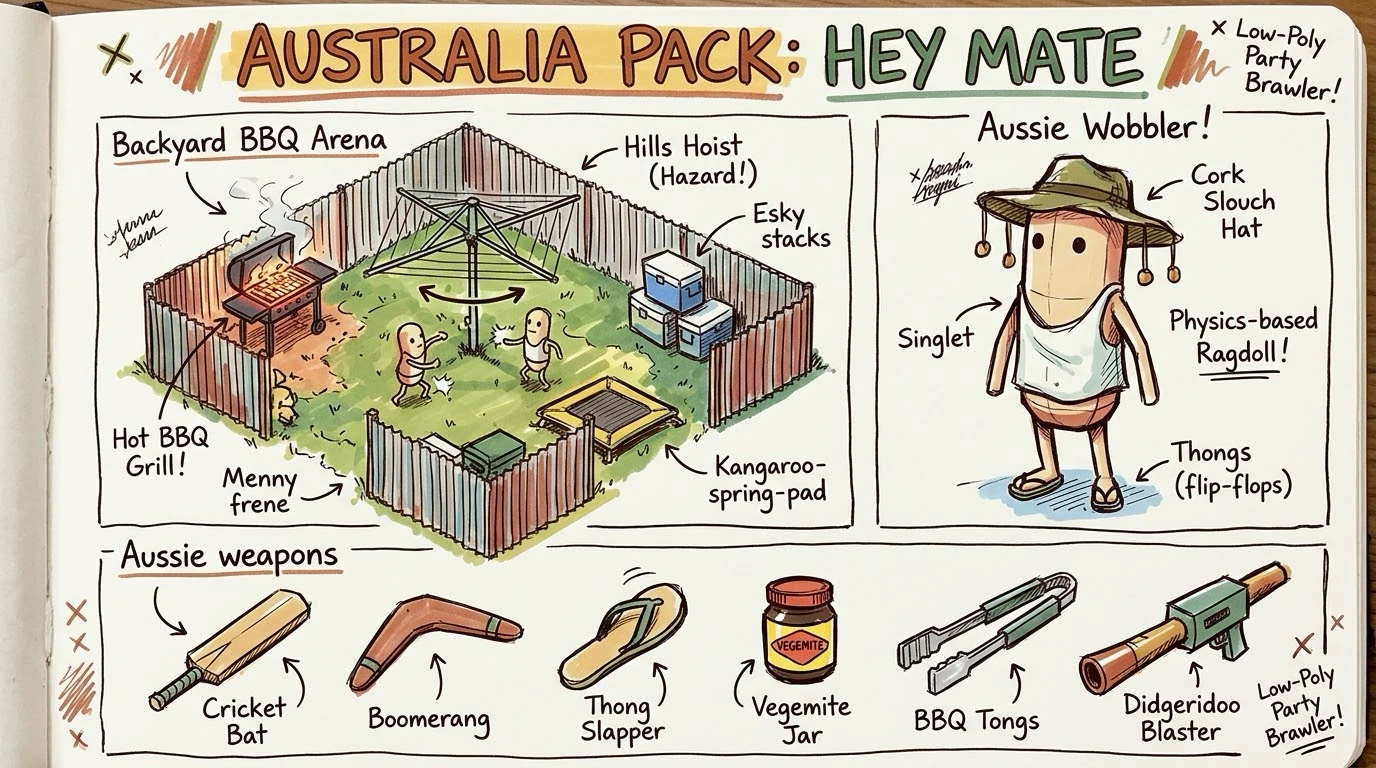 AUSTRALIA PACK: HEY MATE
Low-Poly
Party
Brawler!
Backyard BBQ Arena
Hills Hoist
(Hazard!)
Esky
stacks
Hot BBQ
Grill!
Menny
frene
Kangaroo-
spring-pad
Aussie Wobbler!
Cork
Slouch
Hat
Singlet
Physics-based
Ragdoll!
Thongs
(flip-flops)
Aussie weapons
Cricket
Bat
Boomerang
Thong
Slapper
VEGEMITE
Vegemite
Jar
BBQ Tongs
Didgeridoo
Blaster
Low-Poly
Party
Brawler!